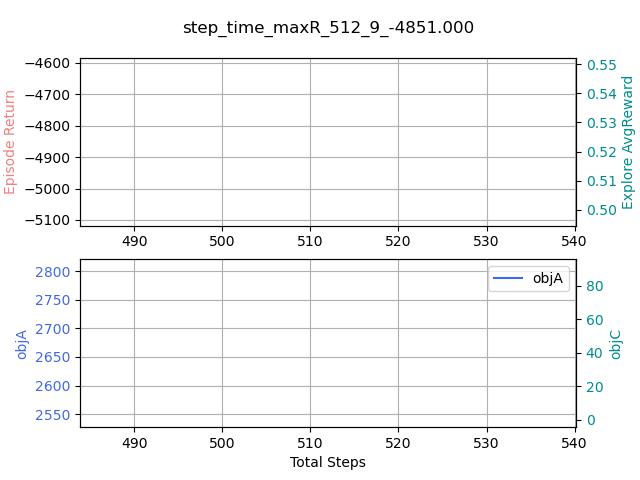 step_time_maxR_512_9_-4851.000
Episode Return
−4600
−4700
−4800
−4900
−5000
−5100
0.55
0.54
0.53
0.52
0.51
0.50
Explore AvgReward
490 500 510 520 530 540
objA
2800
2750
2700
2650
2600
2550
objA
80
60
40
20
0
objC
490 500 510 520 530 540
Total Steps